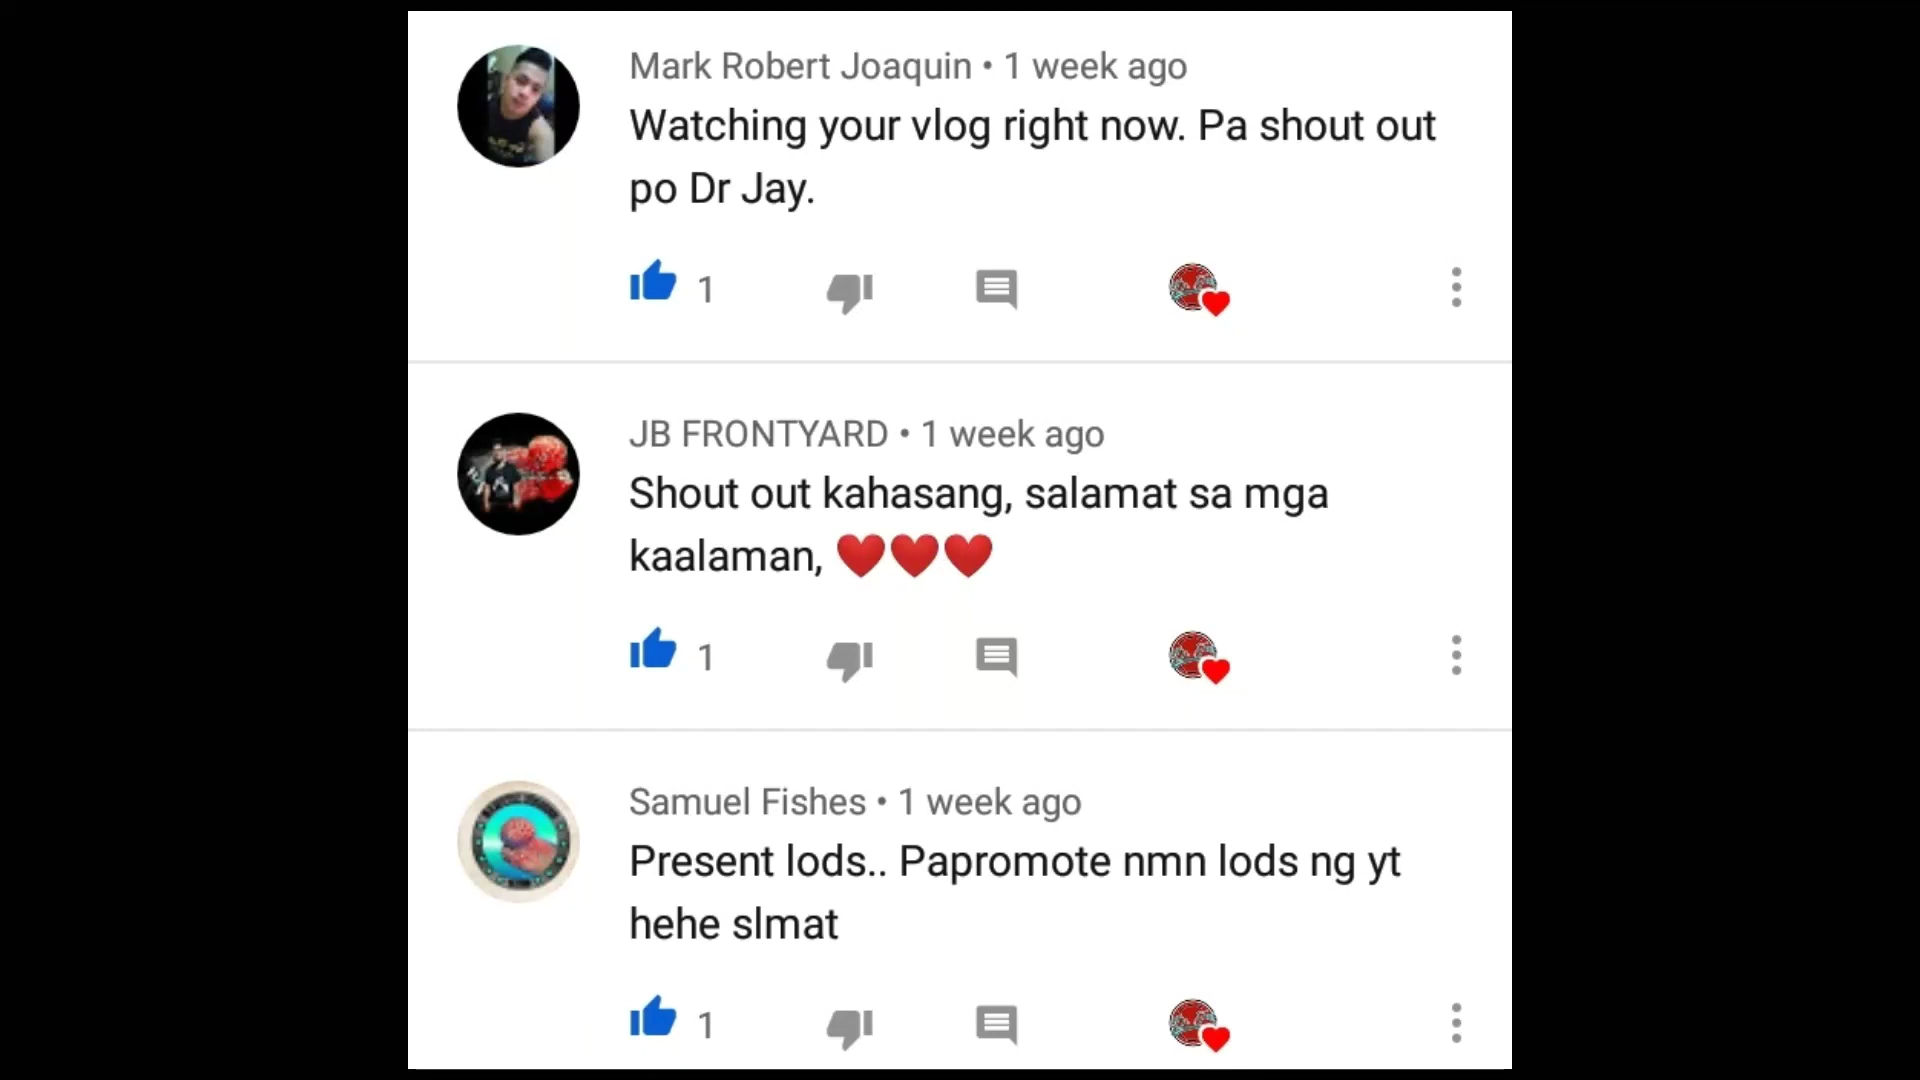 Mark Robert Joaquin • 1 week ago
Watching your vlog right now. Pa shout out
po Dr Jay.
1
JB FRONTYARD • 1 week ago
Shout out kahasang, salamat sa mga
kaalaman, ❤️❤️❤️
1
Samuel Fishes • 1 week ago
Present lods.. Papromote nmn lods ng yt
hehe slmat
1